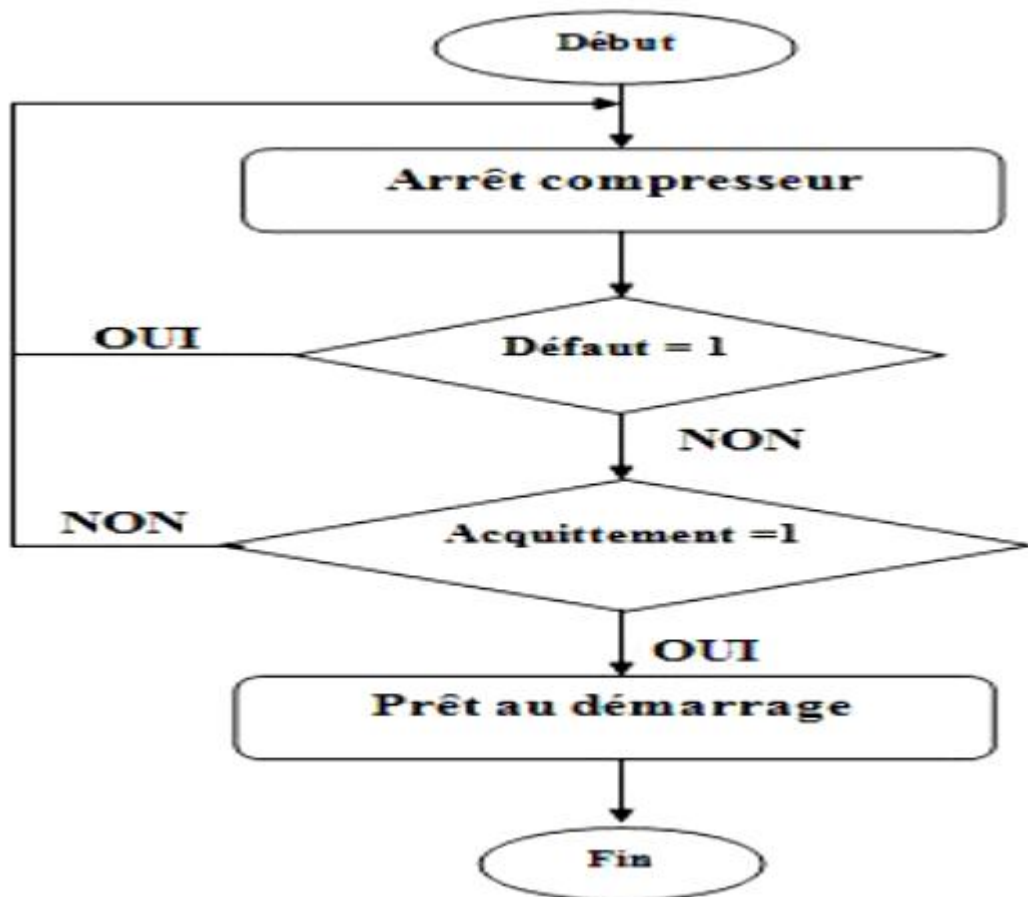 Début
Arrêt compresseur
OUI
Défaut = 1
NON
NON
Acquittement =1
OUI
Prêt au démarrage
Fin